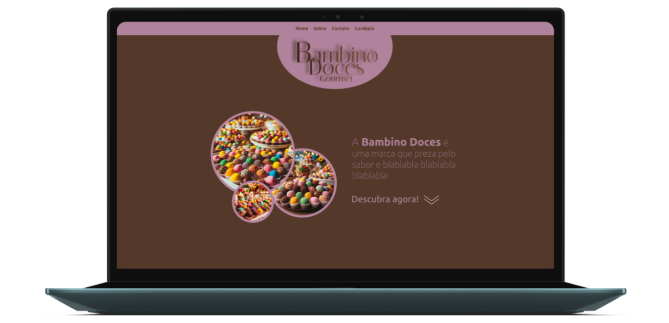 Home Sobre Contato Cardápio
Bambino
Doces
Gourmet
A Bambino Doces é
uma marca que preza pelo
sabor e blablabla blablabla
blablabla
Descubra agora!